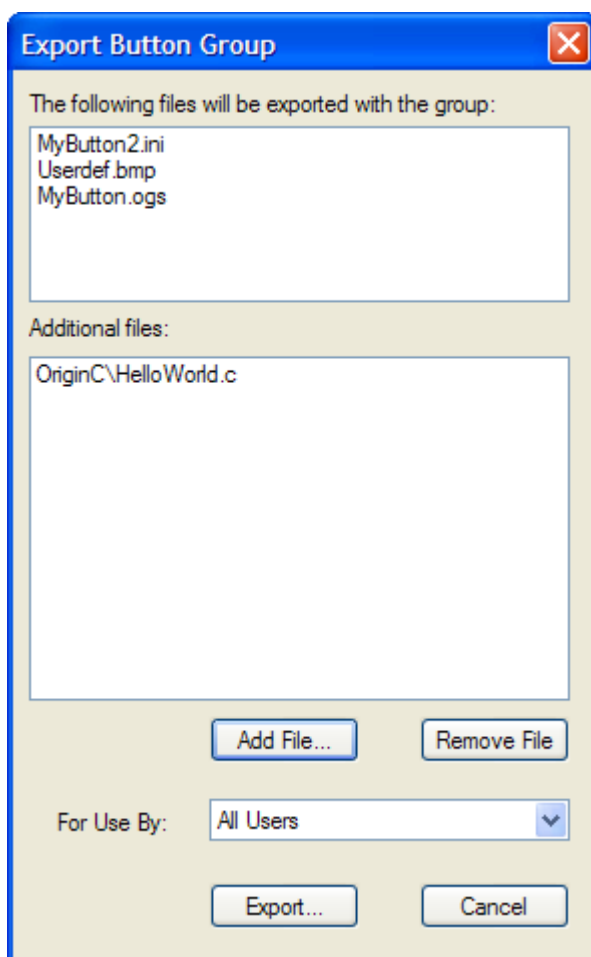 Export Button Group
The following files will be exported with the group:
MyButton2.ini
Userdef.bmp
MyButton.ogs
Additional files:
OriginC\HelloWorld.c
Add File...
Remove File
For Use By:
All Users
Export...
Cancel